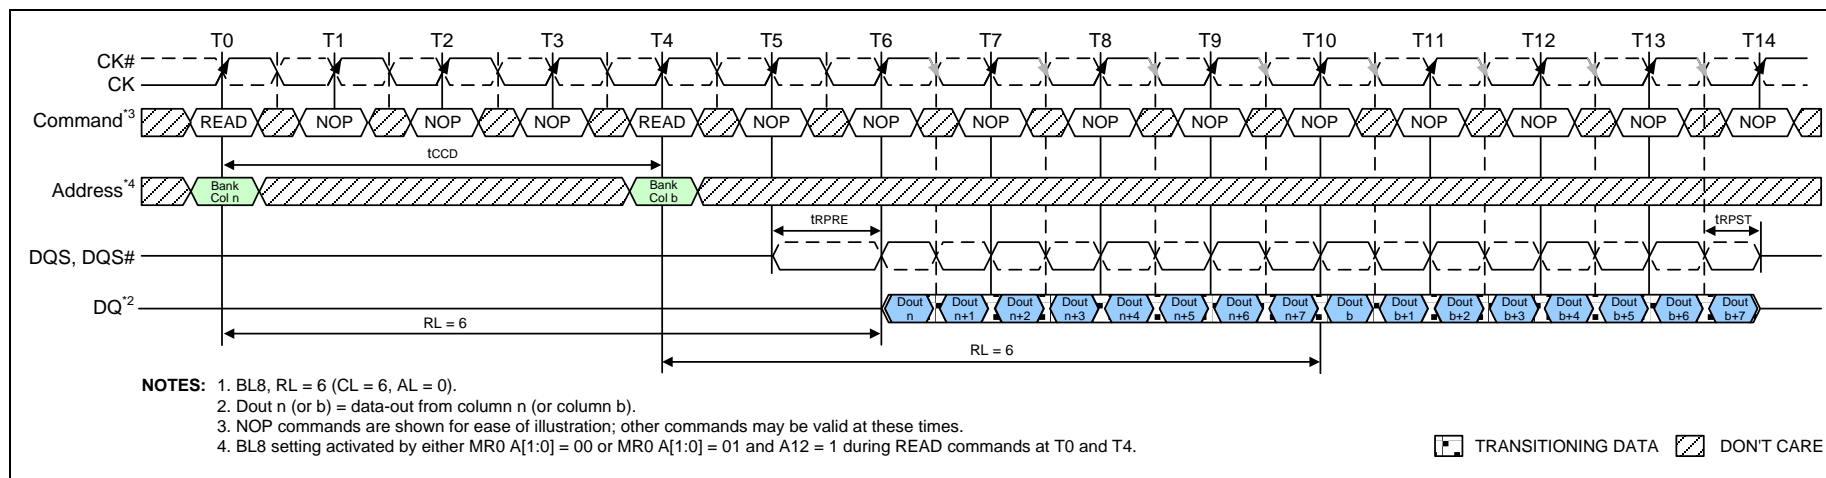 T0 T1 T2 T3 T4 T5 T6 T7 T8 T9 T10 T11 T12 T13 T14
CK#
CK
Command*3 READ NOP NOP NOP READ NOP NOP NOP NOP NOP NOP NOP NOP NOP NOP
tCCD
Address*4 Bank Col n Bank Col b
tRPRE tRPST
DQS, DQS#
DQ*2 Dout n Dout n+1 Dout n+2 Dout n+3 Dout n+4 Dout n+5 Dout n+6 Dout n+7 Dout b Dout b+1 Dout b+2 Dout b+3 Dout b+4 Dout b+5 Dout b+6 Dout b+7
RL = 6
RL = 6
NOTES: 1. BL8, RL = 6 (CL = 6, AL = 0).
2. Dout n (or b) = data-out from column n (or column b).
3. NOP commands are shown for ease of illustration; other commands may be valid at these times.
4. BL8 setting activated by either MR0 A[1:0] = 00 or MR0 A[1:0] = 01 and A12 = 1 during READ commands at T0 and T4.
TRANSITIONING DATA DON'T CARE